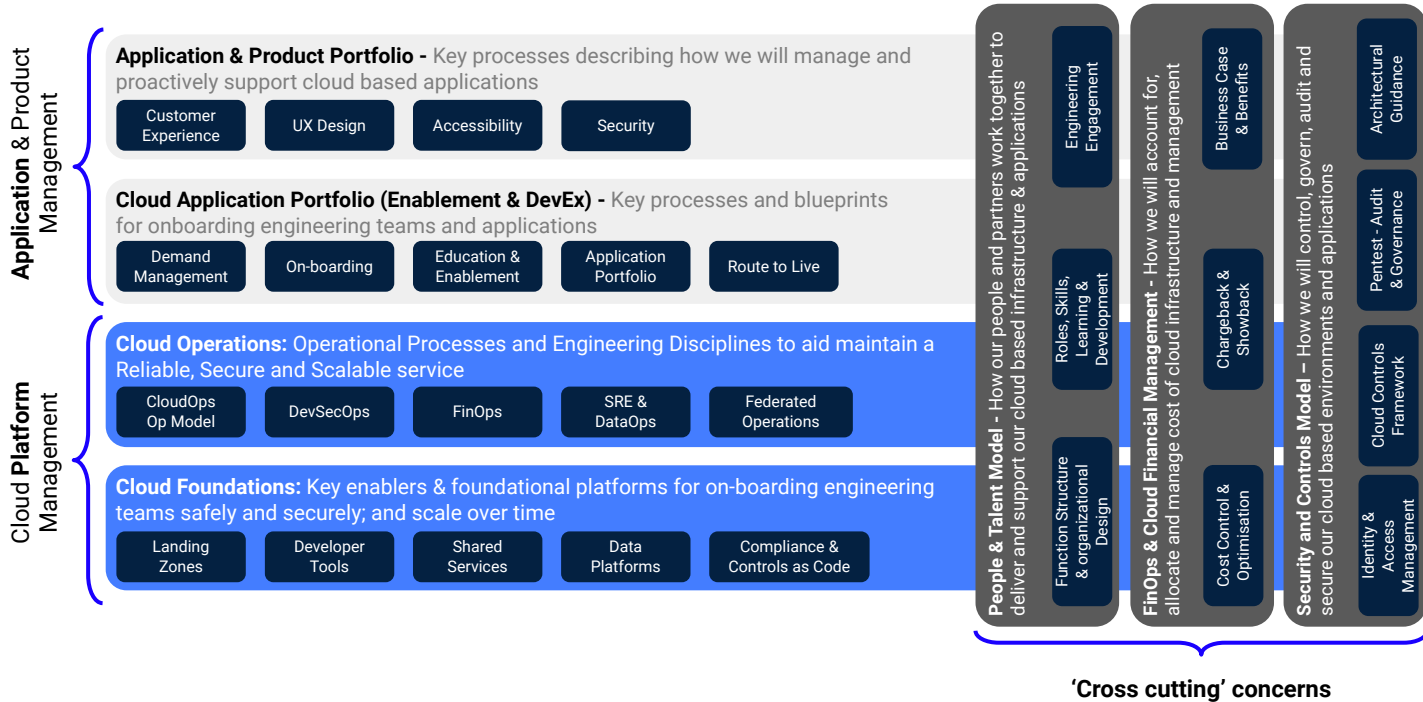 Application & Product
Management
Application & Product Portfolio - Key processes describing how we will manage and
proactively support cloud based applications
Customer
Experience
UX Design
Accessibility
Security
Cloud Application Portfolio (Enablement & DevEx) - Key processes and blueprints
for onboarding engineering teams and applications
Demand
Management
On-boarding
Education &
Enablement
Application
Portfolio
Route to Live
Cloud Platform
Management
Cloud Operations: Operational Processes and Engineering Disciplines to aid maintain a
Reliable, Secure and Scalable service
CloudOps
Op Model
DevSecOps
FinOps
SRE &
DataOps
Federated
Operations
Cloud Foundations: Key enablers & foundational platforms for on-boarding engineering
teams safely and securely; and scale over time
Landing
Zones
Developer
Tools
Shared
Services
Data
Platforms
Compliance &
Controls as Code
People & Talent Model - How our people and partners work together to
deliver and support our cloud based infrastructure & applications
Engineering
Engagement
Roles, Skills,
Learning &
Development
Function Structure
& organizational
Design
FinOps & Cloud Financial Management - How we will account for,
allocate and manage cost of cloud infrastructure and management
Business Case
& Benefits
Chargeback &
Showback
Cost Control &
Optimisation
Security and Controls Model – How we will control, govern, audit and
secure our cloud based environments and applications
Architectural
Guidance
Pentest - Audit
& Governance
Cloud Controls
Framework
Identity &
Access
Management
‘Cross cutting’ concerns